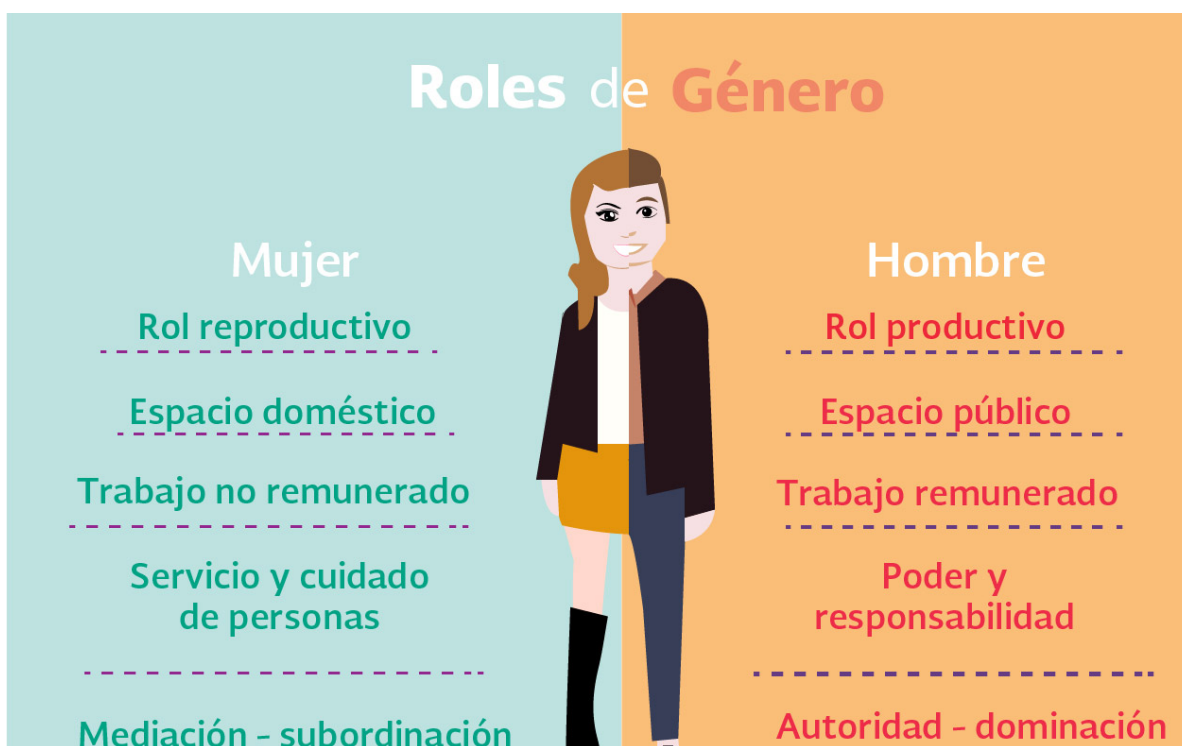 Roles de Género
Mujer
Rol reproductivo
Espacio doméstico
Trabajo no remunerado
Servicio y cuidado
de personas
Mediación - subordinación
Hombre
Rol productivo
Espacio público
Trabajo remunerado
Poder y
responsabilidad
Autoridad - dominación